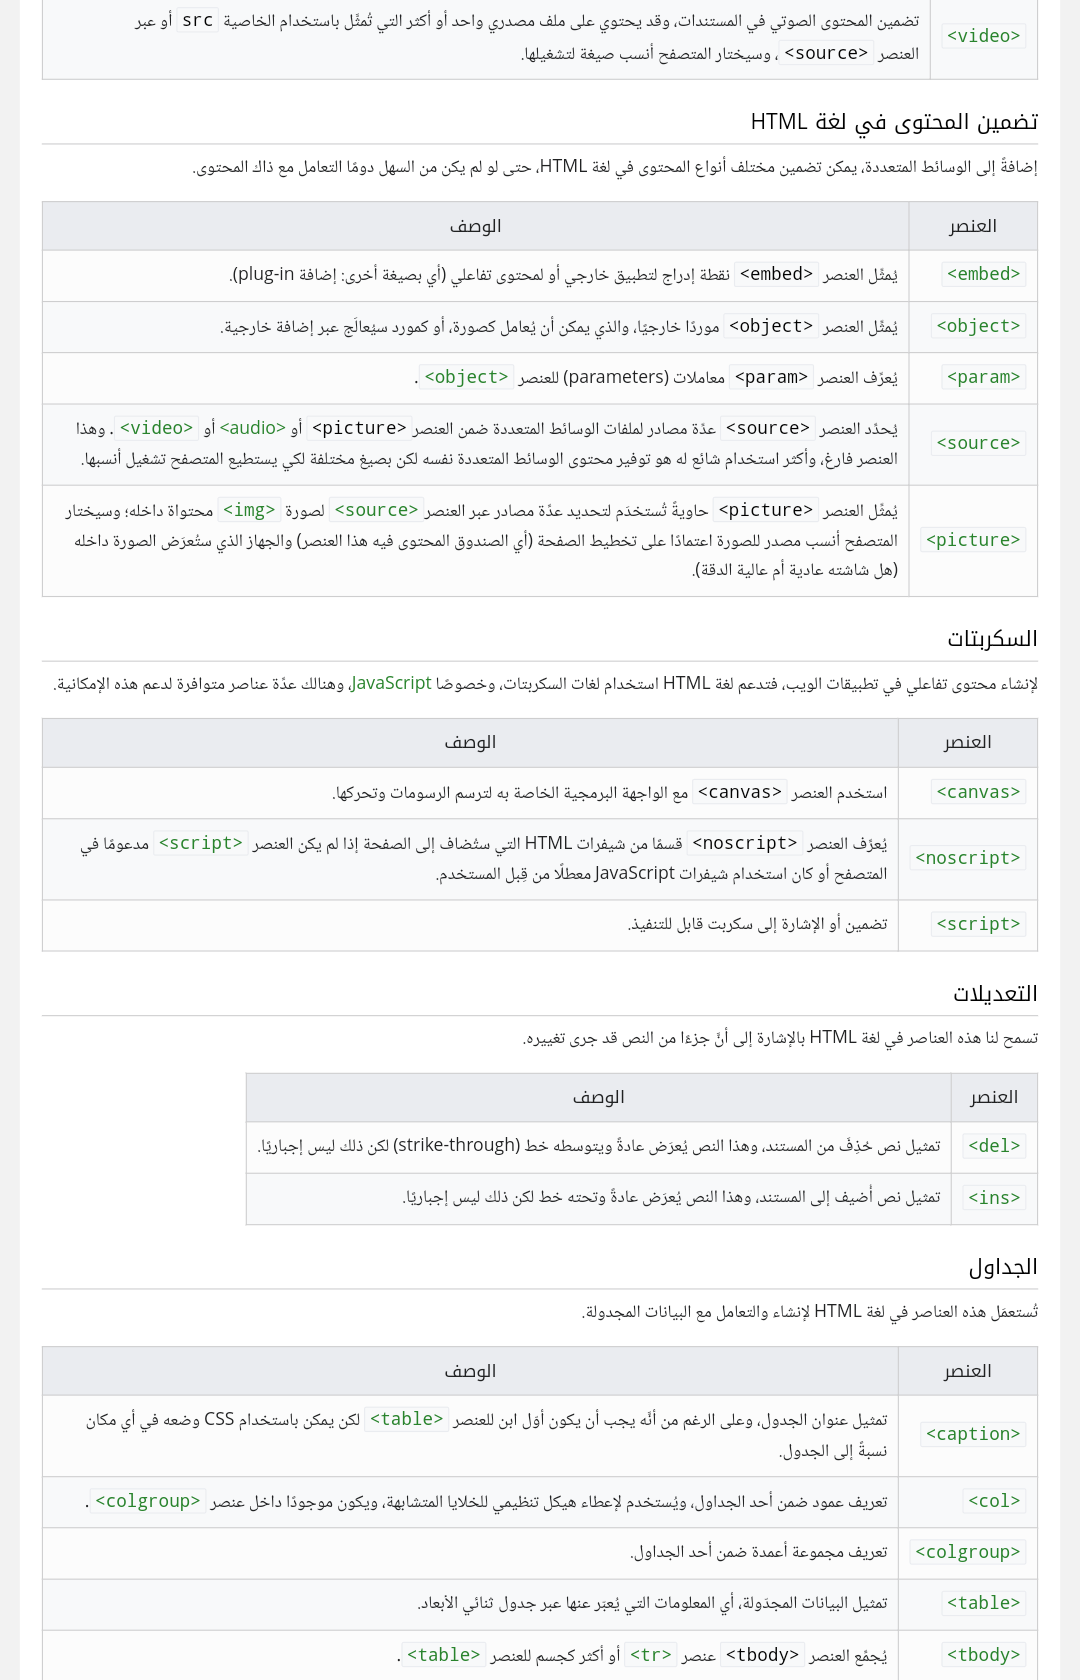 <video>
تضمين المحتوى الصوتي في المستندات، وقد يحتوي على ملف مصدري واحد أو أكثر التي تُمثَّل باستخدام الخاصية src أو عبر
العنصر <source>، وسيختار المتصفح أنسب صيغة لتشغيلها.
تضمين المحتوى في لغة HTML
إضافةً إلى الوسائط المتعددة، يمكن تضمين مختلف أنواع المحتوى في لغة HTML، حتى لو لم يكن من السهل دومًا التعامل مع ذاك المحتوى.
العنصر الوصف
<embed> يُمثِّل العنصر <embed> نقطة إدراج لتطبيق خارجي أو لمحتوى تفاعلي (أي بصيغة أخرى: إضافة plug-in).
<object> يُمثِّل العنصر <object> موردًا خارجيًا، والذي يمكن أن يُعامل كصورة، أو كمورد سيُعالَج عبر إضافة خارجية.
<param> يُعرِّف العنصر <param> معاملات (parameters) للعنصر <object>.
<source>
يُحدِّد العنصر <source> عدِّة مصادر لملفات الوسائط المتعددة ضمن العنصر <picture> أو <audio> أو <video>. وهذا
العنصر فارغ، وأكثر استخدام شائع له هو توفير محتوى الوسائط المتعددة نفسه لكن بصيغ مختلفة لكي يستطيع المتصفح تشغيل أنسبها.
<picture>
يُمثِّل العنصر <picture> حاويةً تُستخدَم لتحديد عدِّة مصادر عبر العنصر <source> لصورة <img> محتواة داخله؛ وسيختار
المتصفح أنسب مصدر للصورة اعتمادًا على تخطيط الصفحة (أي الصندوق المحتوى فيه هذا العنصر) والجهاز الذي ستُعرَض الصورة داخله
(هل شاشته عادية أم عالية الدقة).
السكربتات
لإنشاء محتوى تفاعلي في تطبيقات الويب، فتدعم لغة HTML استخدام لغات السكربتات، وخصوصًا JavaScript، وهنالك عدِّة عناصر متوافرة لدعم هذه الإمكانية.
العنصر الوصف
<canvas> استخدم العنصر <canvas> مع الواجهة البرمجية الخاصة به لترسم الرسومات وتحركها.
<noscript>
يُعرِّف العنصر <noscript> قسمًا من شيفرات HTML التي ستُضاف إلى الصفحة إذا لم يكن العنصر <script> مدعومًا في
المتصفح أو كان استخدام شيفرات JavaScript معطلًا من قِبل المستخدم.
<script> تضمين أو الإشارة إلى سكربت قابل للتنفيذ.
التعديلات
تسمح لنا هذه العناصر في لغة HTML بالإشارة إلى أنَّ جزءًا من النص قد جرى تغييره.
العنصر الوصف
<del> تمثيل نص حُذِفَ من المستند، وهذا النص يُعرَض عادةً ويتوسطه خط (strike-through) لكن ذلك ليس إجباريًا.
<ins> تمثيل نص أُضيف إلى المستند، وهذا النص يُعرَض عادةً وتحته خط لكن ذلك ليس إجباريًا.
الجداول
تُستعمَل هذه العناصر في لغة HTML لإنشاء والتعامل مع البيانات المجدولة.
العنصر الوصف
<caption>
تمثيل عنوان الجدول، وعلى الرغم من أنَّه يجب أن يكون أوّل ابن للعنصر <table> لكن يمكن باستخدام CSS وضعه في أي مكان
نسبةً إلى الجدول.
<col> تعريف عمود ضمن أحد الجداول، ويُستخدم لإعطاء هيكل تنظيمي للخلايا المتشابهة، ويكون موجودًا داخل عنصر <colgroup>.
<colgroup> تعريف مجموعة أعمدة ضمن أحد الجداول.
<table> تمثيل البيانات المجدَولة، أي المعلومات التي يُعبَر عنها عبر جدول ثنائي الأبعاد.
<tbody> يُجمِّع العنصر <tbody> عنصر <tr> أو أكثر كجسم للعنصر <table>.